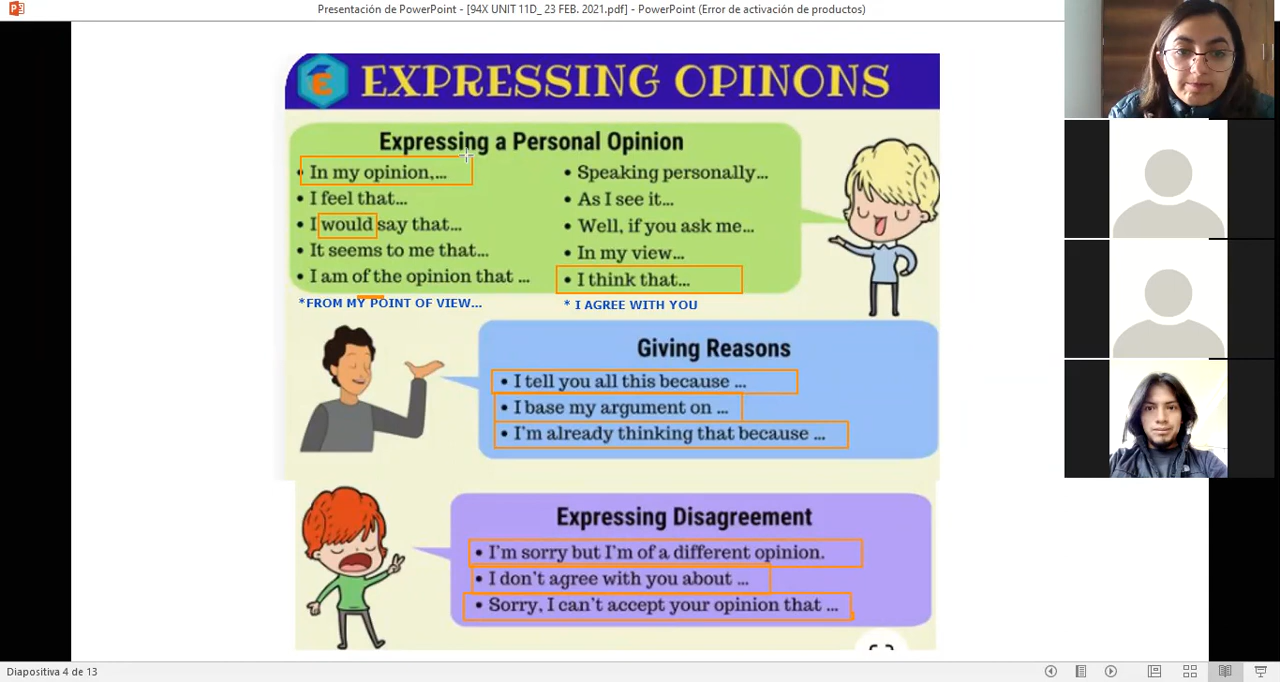 Presentación de PowerPoint - [94X UNIT 11D_ 23 FEB. 2021.pdf] - PowerPoint (Error de activación de productos)
EXPRESSING OPINONS
Expressing a Personal Opinion
• In my opinion,...
• I feel that...
• I would say that...
• It seems to me that...
• I am of the opinion that ...
• Speaking personally...
• As I see it...
• Well, if you ask me...
• In my view...
• I think that...
*FROM MY POINT OF VIEW...
* I AGREE WITH YOU
Giving Reasons
• I tell you all this because ...
• I base my argument on ...
• I'm already thinking that because ...
Expressing Disagreement
• I'm sorry but I'm of a different opinion.
• I don't agree with you about ...
• Sorry, I can't accept your opinion that ...
Diapositiva 4 de 13